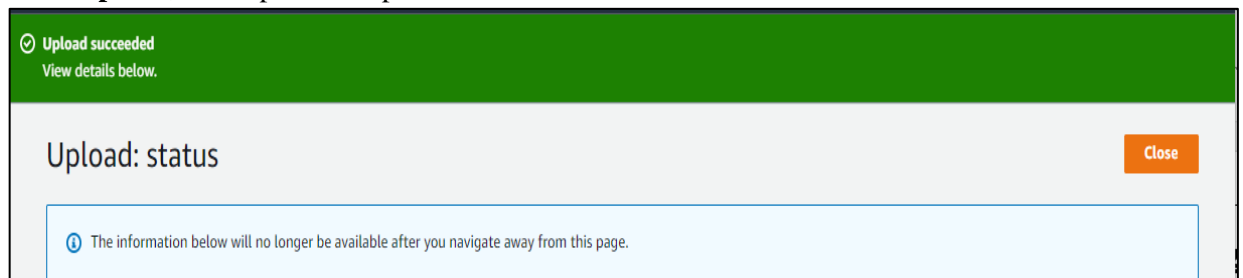 Upload succeeded
View details below.
Upload: status
Close
The information below will no longer be available after you navigate away from this page.